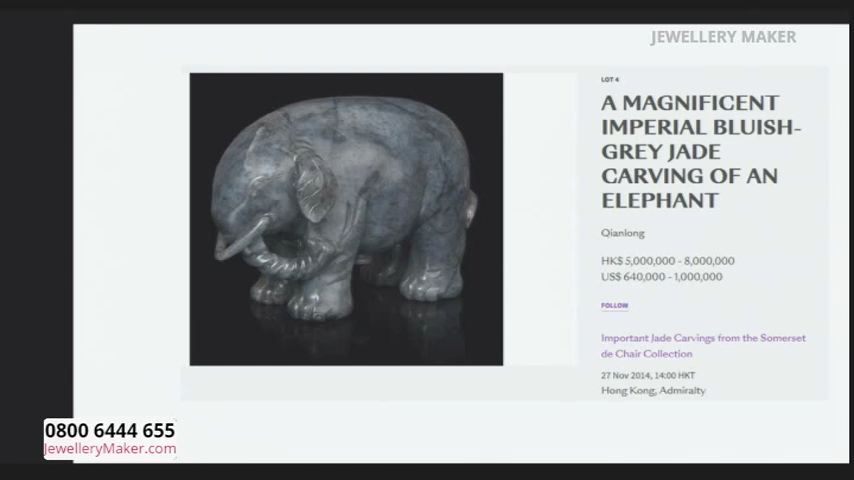 JEWELLERY MAKER
LOT 4
A MAGNIFICENT
IMPERIAL BLUISH-
GREY JADE
CARVING OF AN
ELEPHANT
Qianlong
HK$ 5,000,000 - 8,000,000
US$ 640,000 - 1,000,000
FOLLOW
Important Jade Carvings from the Somerset
de Chair Collection
27 Nov 2014, 14:00 HKT
Hong Kong, Admiralty
0800 6444 655
JewelleryMaker.com